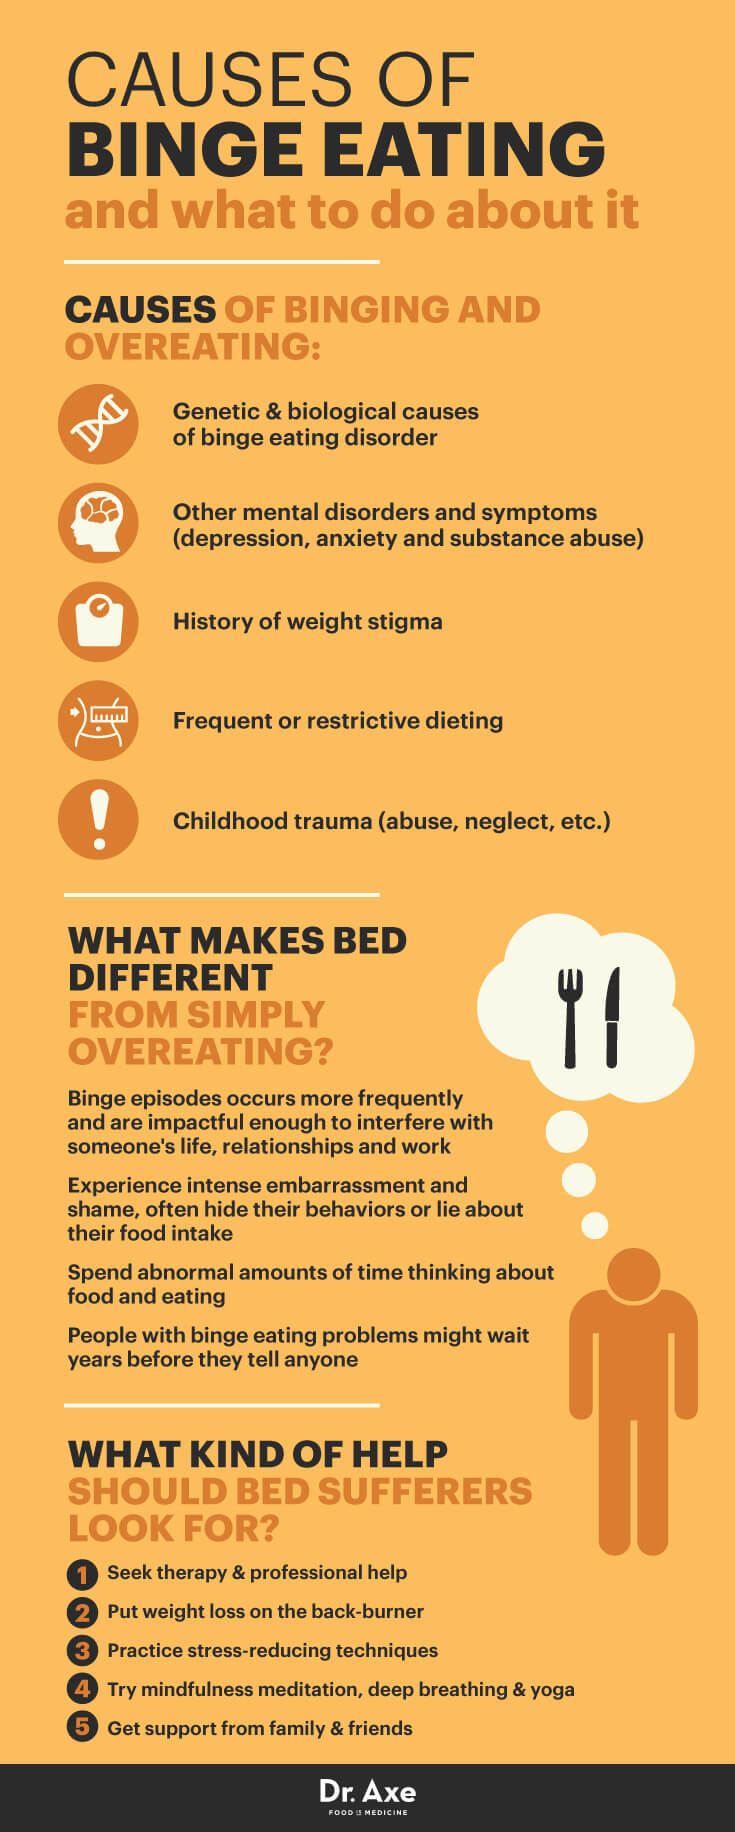 CAUSES OF
BINGE EATING
and what to do about it
CAUSES OF BINGING AND
OVEREATING:
Genetic & biological causes
of binge eating disorder
Other mental disorders and symptoms
(depression, anxiety and substance abuse)
History of weight stigma
Frequent or restrictive dieting
Childhood trauma (abuse, neglect, etc.)
WHAT MAKES BED
DIFFERENT
FROM SIMPLY
OVEREATING?
Binge episodes occurs more frequently
and are impactful enough to interfere with
someone's life, relationships and work
Experience intense embarrassment and
shame, often hide their behaviors or lie about
their food intake
Spend abnormal amounts of time thinking about
food and eating
People with binge eating problems might wait
years before they tell anyone
WHAT KIND OF HELP
SHOULD BED SUFFERERS
LOOK FOR?
1 Seek therapy & professional help
2 Put weight loss on the back-burner
3 Practice stress-reducing techniques
4 Try mindfulness meditation, deep breathing & yoga
5 Get support from family & friends
Dr. Axe
FOOD IS MEDICINE